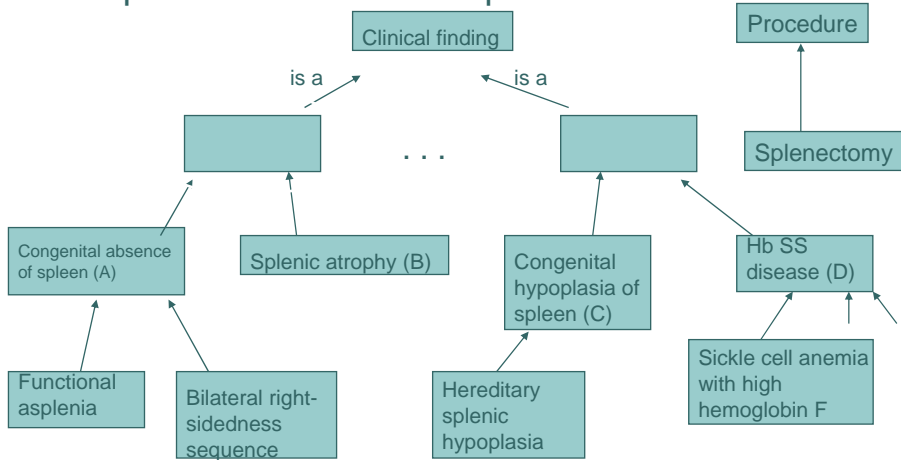 Procedure
Clinical finding
is a
is a
. . .
Splenectomy
Congenital absence
of spleen (A)
Splenic atrophy (B)
Congenital
hypoplasia of
spleen (C)
Hb SS
disease (D)
Functional
asplenia
Bilateral right-
sidedness
sequence
Hereditary
splenic
hypoplasia
Sickle cell anemia
with high
hemoglobin F